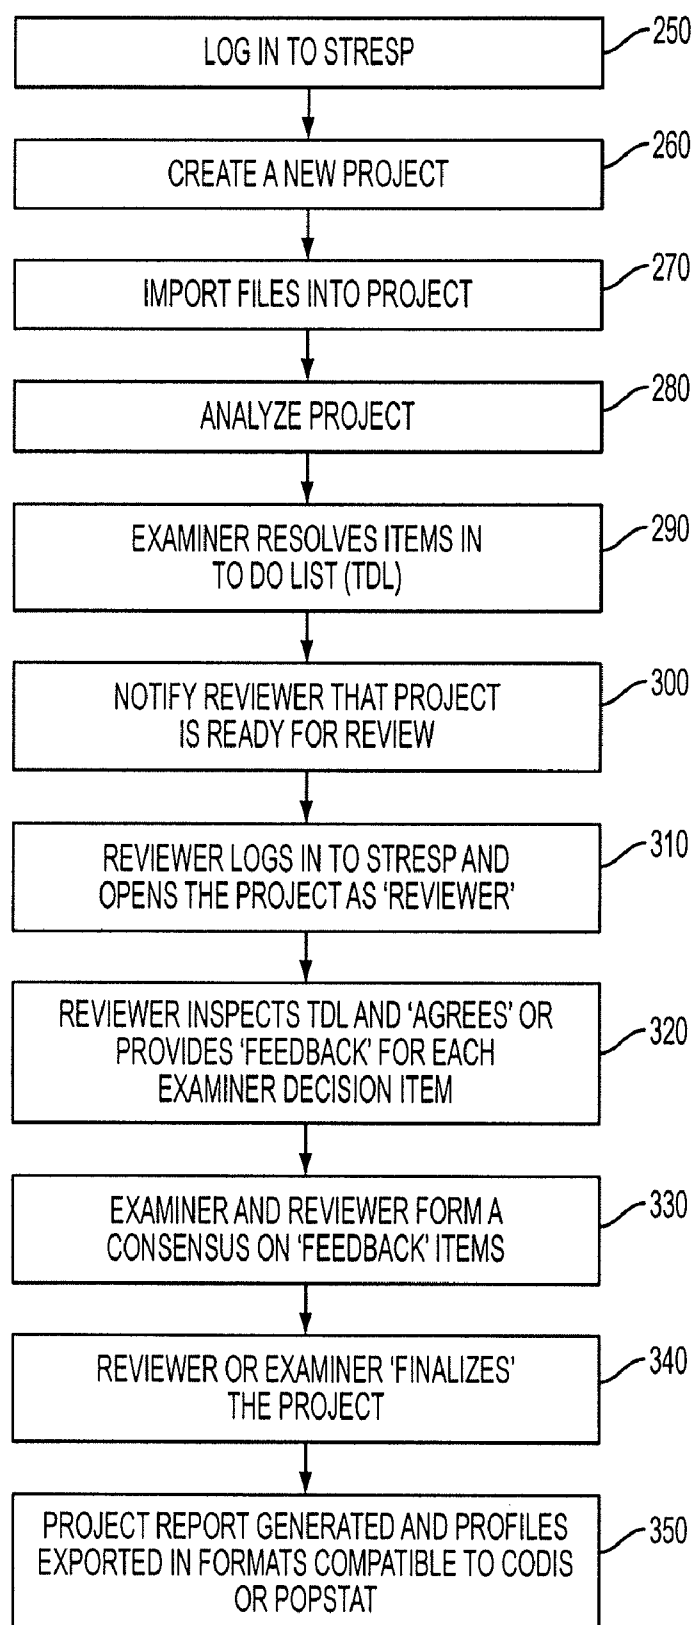 LOG IN TO STRESP
250
CREATE A NEW PROJECT
260
IMPORT FILES INTO PROJECT
270
ANALYZE PROJECT
280
EXAMINER RESOLVES ITEMS IN
TO DO LIST (TDL)
290
NOTIFY REVIEWER THAT PROJECT
IS READY FOR REVIEW
300
REVIEWER LOGS IN TO STRESP AND
OPENS THE PROJECT AS ‘REVIEWER’
310
REVIEWER INSPECTS TDL AND ‘AGREES’ OR
PROVIDES ‘FEEDBACK’ FOR EACH
EXAMINER DECISION ITEM
320
EXAMINER AND REVIEWER FORM A
CONSENSUS ON ‘FEEDBACK’ ITEMS
330
REVIEWER OR EXAMINER ‘FINALIZES’
THE PROJECT
340
PROJECT REPORT GENERATED AND PROFILES
EXPORTED IN FORMATS COMPATIBLE TO CODIS
OR POPSTAT
350